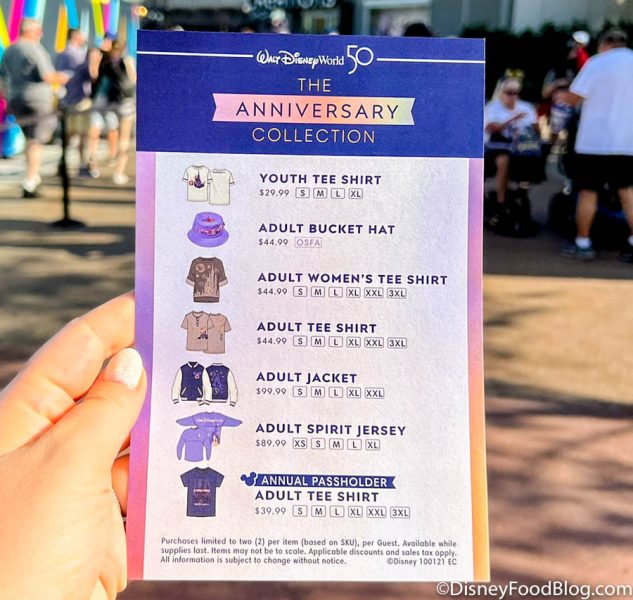 Walt Disney World 50
THE
ANNIVERSARY
COLLECTION
YOUTH TEE SHIRT
$29.99 S M L XL
ADULT BUCKET HAT
$44.99 OSFA
ADULT WOMEN'S TEE SHIRT
$44.99 S M L XL XXL 3XL
ADULT TEE SHIRT
$44.99 S M L XL XXL 3XL
ADULT JACKET
$99.99 S M L XL XXL
ADULT SPIRIT JERSEY
$89.99 XS S M L XL
ANNUAL PASSHOLDER
ADULT TEE SHIRT
$39.99 S M L XL XXL 3XL
Purchases limited to two (2) per item (based on SKU), per Guest. Available while
supplies last. Items may not be to scale. Applicable discounts and sales tax apply.
All information is subject to change without notice. ©Disney 100121 EC
©DiseyFoodBlog.com